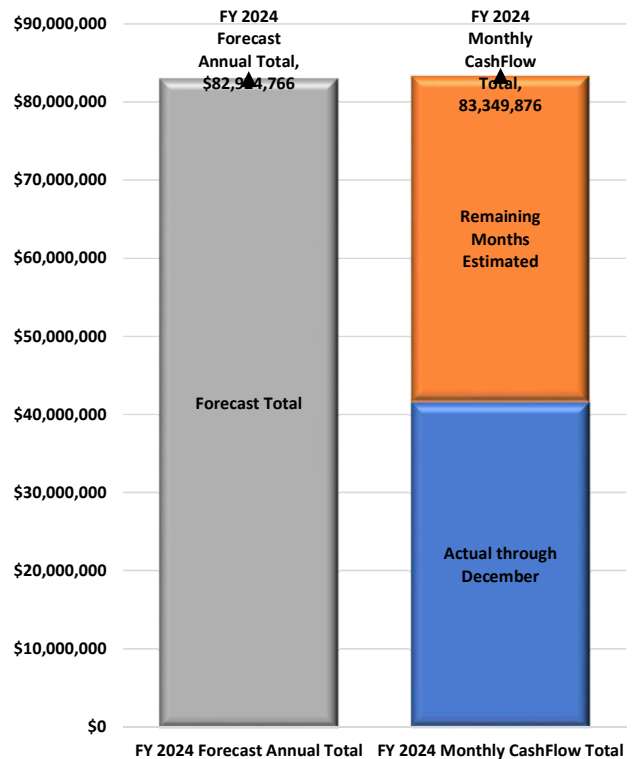 $90,000,000
$80,000,000
$70,000,000
$60,000,000
$50,000,000
$40,000,000
$30,000,000
$20,000,000
$10,000,000
$0
FY 2024
Forecast
Annual Total,
FY 2024
Monthly
CashFlow
Total,
83,349,876
Forecast Total
Remaining
Months
Estimated
Actual through
December
FY 2024 Forecast Annual Total
FY 2024 Monthly CashFlow Total